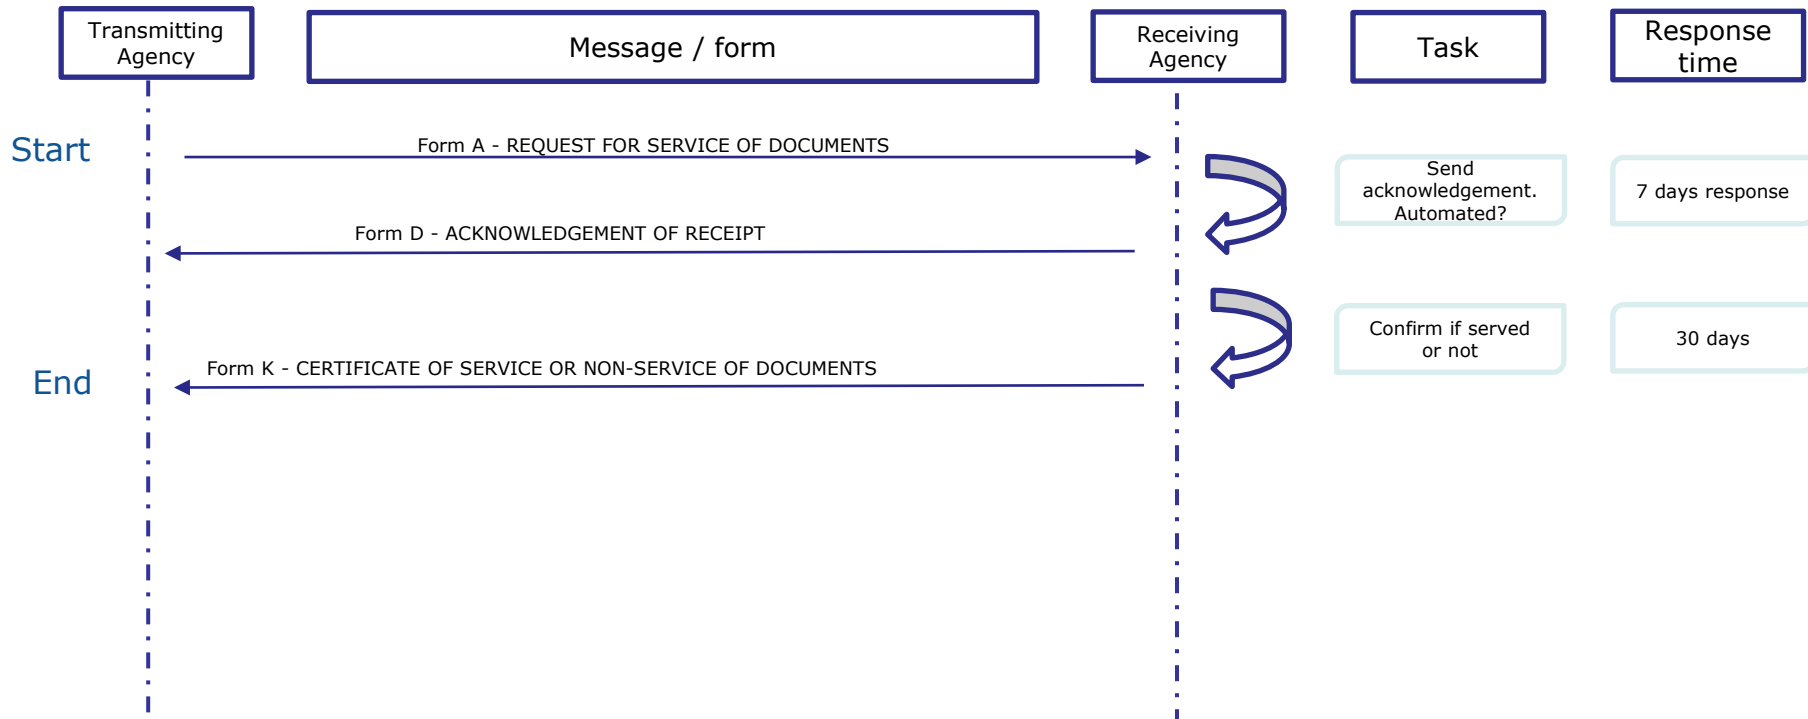 Transmitting
Agency
Message / form
Receiving
Agency
Task
Response
time
Start
Form A - REQUEST FOR SERVICE OF DOCUMENTS
Send
acknowledgement.
Automated?
7 days response
Form D - ACKNOWLEDGEMENT OF RECEIPT
Confirm if served
or not
30 days
End
Form K - CERTIFICATE OF SERVICE OR NON-SERVICE OF DOCUMENTS